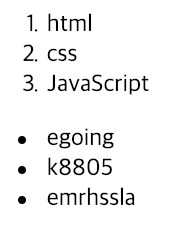 1. html
2. css
3. JavaScript
• egoing
• k8805
• emrhssla